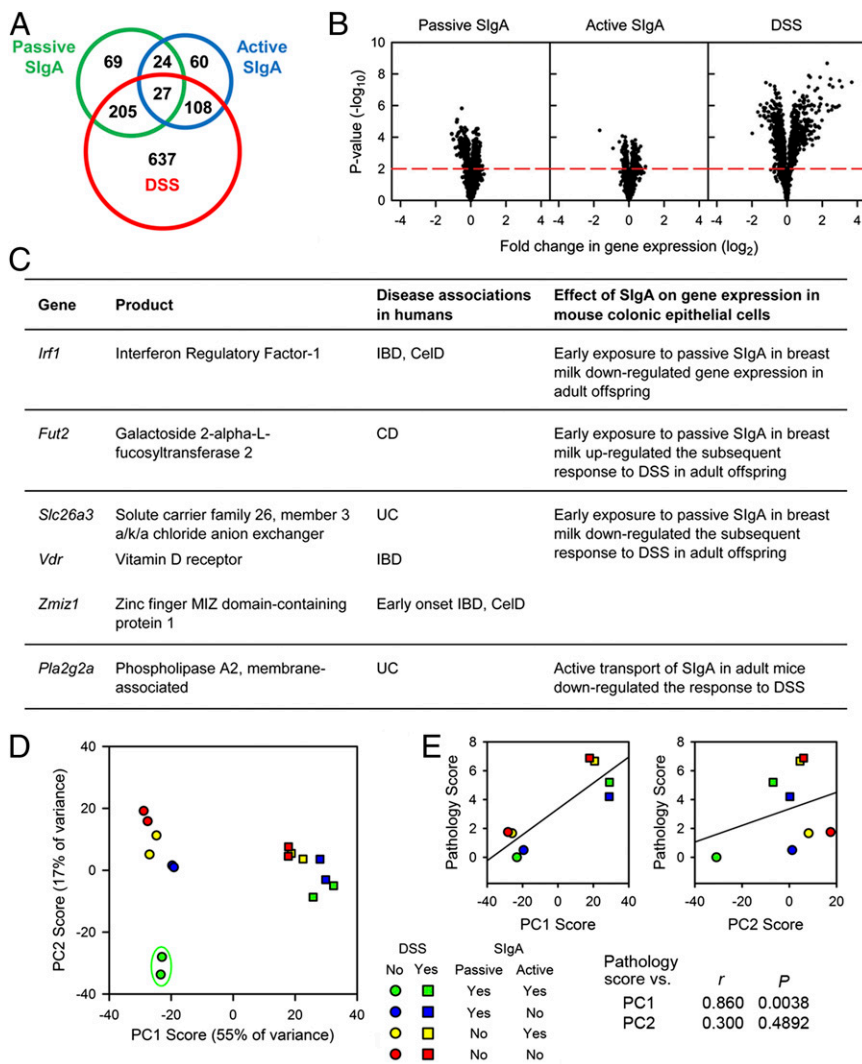 A
Passive
SIgA
Active
SIgA
69
24
60
27
205
108
637
DSS
B
Passive SIgA
Active SIgA
DSS
P-value (-log10)
10
8
6
4
2
0
-4 -2 0 2 4
-4 -2 0 2 4
-4 -2 0 2 4
Fold change in gene expression (log2)
C
Gene Product Disease associations in humans Effect of SIgA on gene expression in mouse colonic epithelial cells
Irf1 Interferon Regulatory Factor-1 IBD, CelD Early exposure to passive SIgA in breast
milk down-regulated gene expression in
adult offspring
Fut2 Galactoside 2-alpha-L- CD Early exposure to passive SIgA in breast
fucosyltransferase 2 milk up-regulated the subsequent
response to DSS in adult offspring
Slc26a3 Solute carrier family 26, member 3 UC Early exposure to passive SIgA in breast
a/k/a chloride anion exchanger milk down-regulated the subsequent
Vdr Vitamin D receptor IBD response to DSS in adult offspring
Zmiz1 Zinc finger MIZ domain-containing Early onset IBD, CelD
protein 1
Pla2g2a Phospholipase A2, membrane- UC Active transport of SIgA in adult mice
associated down-regulated the response to DSS
D
PC2 Score (17% of variance)
40
20
0
-20
-40
-40 -20 0 20 40
PC1 Score (55% of variance)
E
Pathology Score
8
6
4
2
0
-40 -20 0 20 40
PC1 Score
Pathology Score
8
6
4
2
0
-40 -20 0 20
PC2 Score
DSS SIgA
No Yes Passive Active
Yes Yes
Yes No
No Yes
No No
Pathology
score vs. r P
PC1 0.860 0.0038
PC2 0.300 0.4892